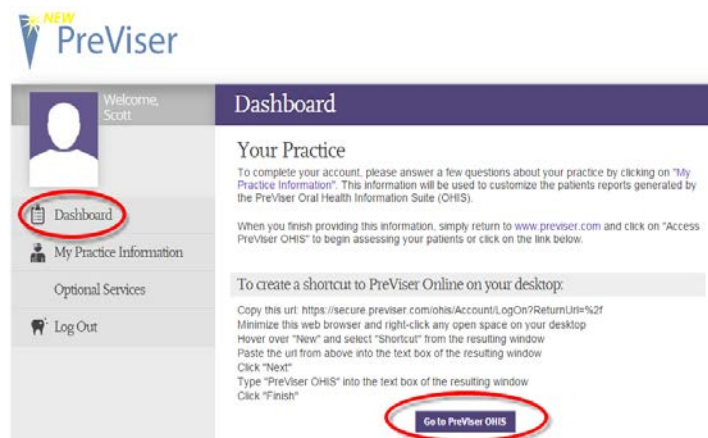 NEW
PreViser
Welcome,
Scott
Dashboard
My Practice Information
Optional Services
Log Out
Dashboard
Your Practice
To complete your account, please answer a few questions about your practice by clicking on "My
Practice Information". This information will be used to customize the patients reports generated by
the PreViser Oral Health Information Suite (OHIS).
When you finish providing this information, simply return to www.previser.com and click on "Access
PreViser OHIS" to begin assessing your patients or click on the link below.
To create a shortcut to PreViser Online on your desktop:
Copy this url: https://secure.previser.com/ohis/Account/LogOn?ReturnUrl=%2f
Minimize this web browser and right-click any open space on your desktop
Hover over "New" and select "Shortcut" from the resulting window
Paste the url from above into the text box of the resulting window
Click "Next"
Type "PreViser OHIS" into the text box of the resulting window
Click "Finish"
Go to PreViser OHIS